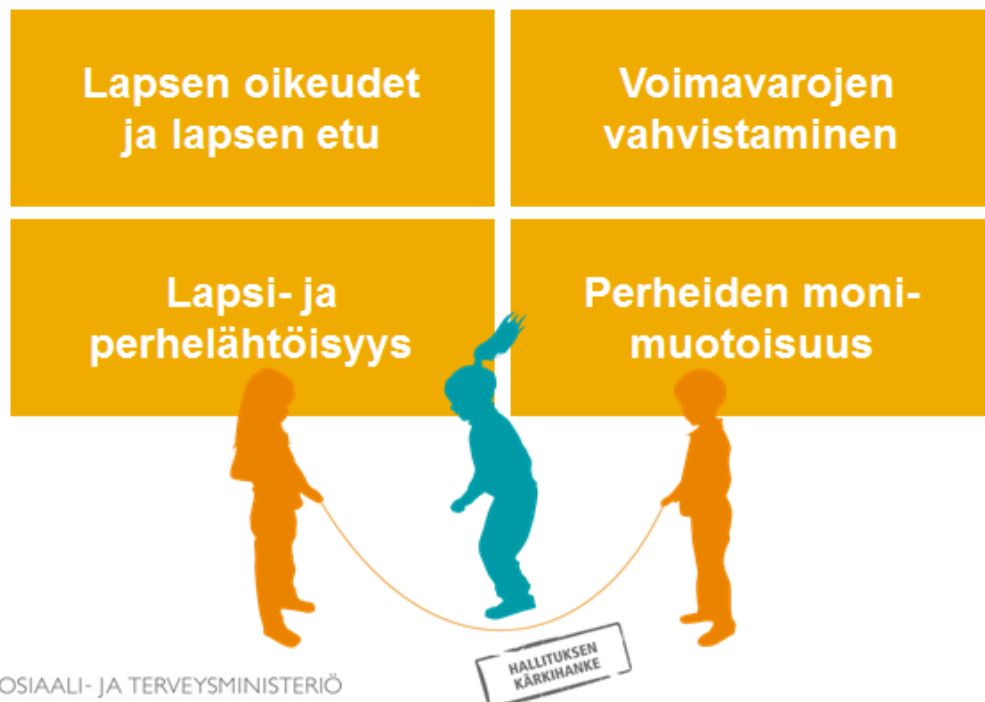 Lapsen oikeudet
ja lapsen etu
Voimavarojen
vahvistaminen
Lapsi- ja
perhelähtöisyys
Perheiden moni-
muotoisuus
HALLITUKSEN
KÄRKIHANKE
OSIAALI- JA TERVEYSMINISTERIÖ